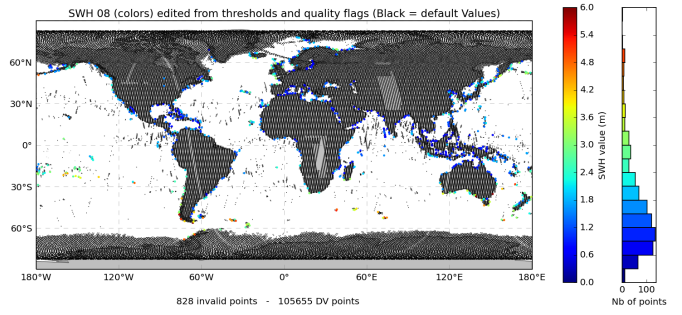 SWH 08 (colors) edited from thresholds and quality flags (Black = default Values)
60°N
30°N
0°
30°S
60°S
180°W 120°W 60°W 0° 60°E 120°E 180°E
828 invalid points - 105655 DV points
6.0
5.4
4.8
4.2
3.6
3.0
2.4
1.8
1.2
0.6
0.0
SWH value (m)
0 100
Nb of points